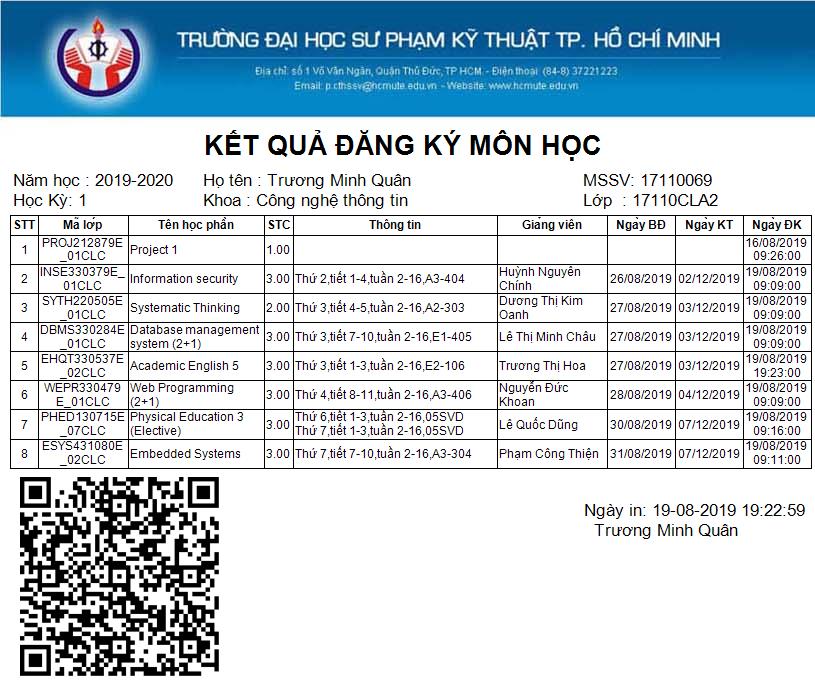 TRƯỜNG ĐẠI HỌC SƯ PHẠM KỸ THUẬT TP. HỒ CHÍ MINH
Địa chỉ: số 1 Võ Văn Ngân, Quận Thủ Đức, TP HCM. - Điện thoại: (84-8) 37221223
Email: p.cthssv@hcmute.edu.vn - Website: www.hcmute.edu.vn
KẾT QUẢ ĐĂNG KÝ MÔN HỌC
Năm học : 2019-2020 Họ tên : Trương Minh Quân MSSV: 17110069
Học Kỳ: 1 Khoa : Công nghệ thông tin Lớp : 17110CLA2
STT Mã lớp Tên học phần STC Thông tin Giảng viên Ngày BĐ Ngày KT Ngày ĐK
1 PROJ212879E_01CLC Project 1 1.00 16/08/2019 09:26:00
2 INSE330379E_01CLC Information security 3.00 Thứ 2,tiết 1-4,tuần 2-16,A3-404 Huỳnh Nguyên Chính 26/08/2019 02/12/2019 19/08/2019 09:09:00
3 SYTH220505E_01CLC Systematic Thinking 2.00 Thứ 3,tiết 4-5,tuần 2-16,A2-303 Dương Thị Kim Oanh 27/08/2019 03/12/2019 19/08/2019 09:09:00
4 DBMS330284E_01CLC Database management system (2+1) 3.00 Thứ 3,tiết 7-10,tuần 2-16,E1-405 Lê Thị Minh Châu 27/08/2019 03/12/2019 19/08/2019 09:09:00
5 EHQT330537E_02CLC Academic English 5 3.00 Thứ 3,tiết 1-3,tuần 2-16,E2-106 Trương Thị Hoa 27/08/2019 03/12/2019 19/08/2019 19:23:00
6 WEPR330479E_01CLC Web Programming (2+1) 3.00 Thứ 4,tiết 8-11,tuần 2-16,A3-406 Nguyễn Đức Khoan 28/08/2019 04/12/2019 19/08/2019 09:09:00
7 PHED130715E_07CLC Physical Education 3 (Elective) 3.00 Thứ 6,tiết 1-3,tuần 2-16,05SVD Thứ 7,tiết 1-3,tuần 2-16,05SVD Lê Quốc Dũng 30/08/2019 07/12/2019 19/08/2019 09:16:00
8 ESYS431080E_02CLC Embedded Systems 3.00 Thứ 7,tiết 7-10,tuần 2-16,A3-304 Phạm Công Thiện 31/08/2019 07/12/2019 19/08/2019 09:11:00
Ngày in: 19-08-2019 19:22:59
Trương Minh Quân